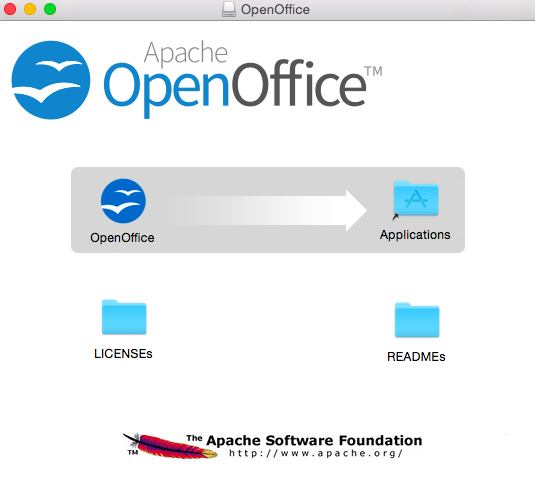 OpenOffice
Apache
OpenOffice™
OpenOffice
Applications
LICENSEs
READMEs
The Apache Software Foundation
TM
http://www.apache.org/